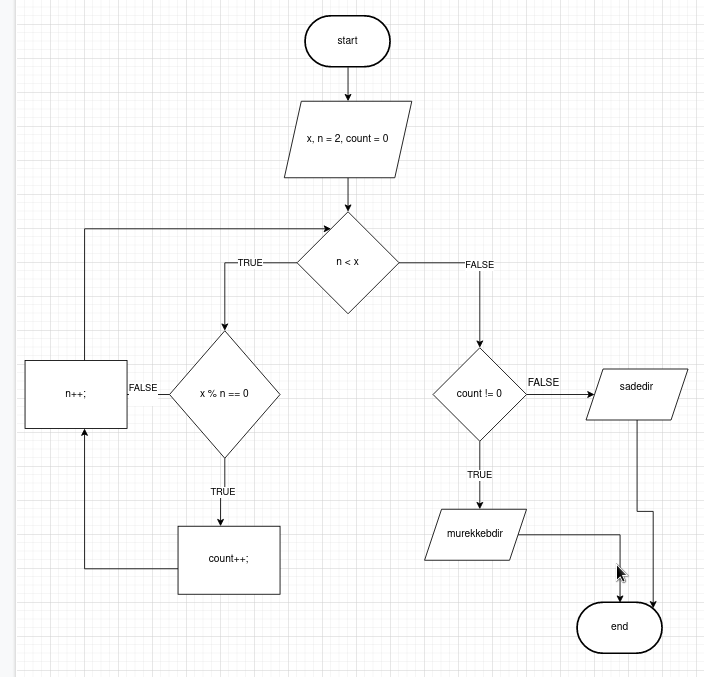 start
x, n = 2, count = 0
n < x
TRUE
FALSE
x % n == 0
FALSE
n++;
TRUE
count++;
count != 0
FALSE
sadedir
TRUE
murekkebdir
end